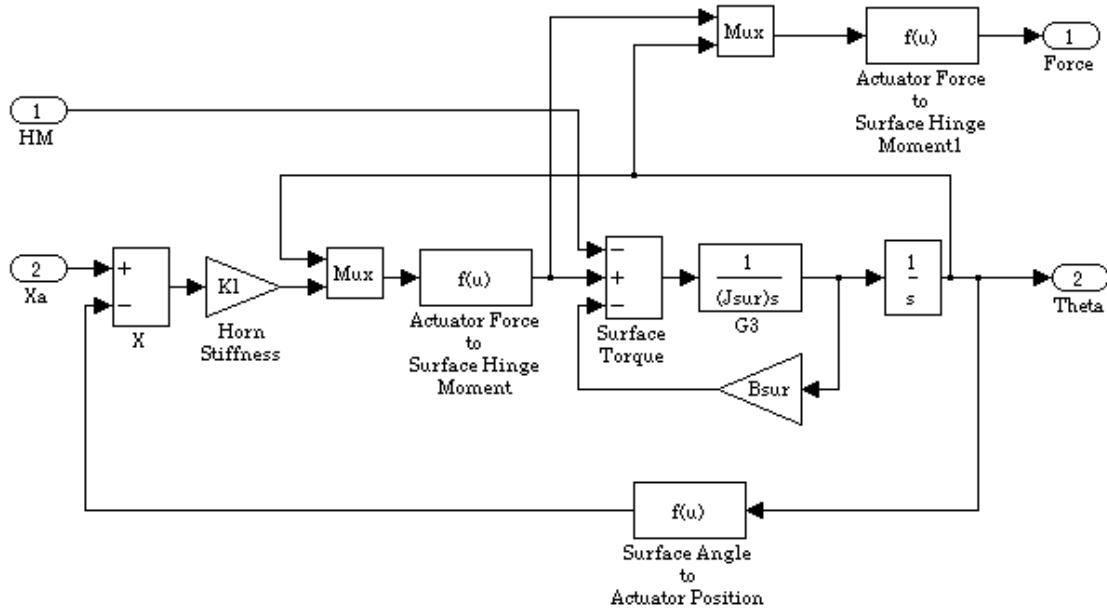 Mux
f(u)
1
Force
Actuator Force
to
Surface Hinge
Moment1
1
HM
2
Xa
+
−
X
Kl
Horn
Stiffness
Mux
f(u)
Actuator Force
to
Surface Hinge
Moment
−
+
−
Surface
Torque
1
(Jsur)s
G3
1
s
2
Theta
Bsur
f(u)
Surface Angle
to
Actuator Position